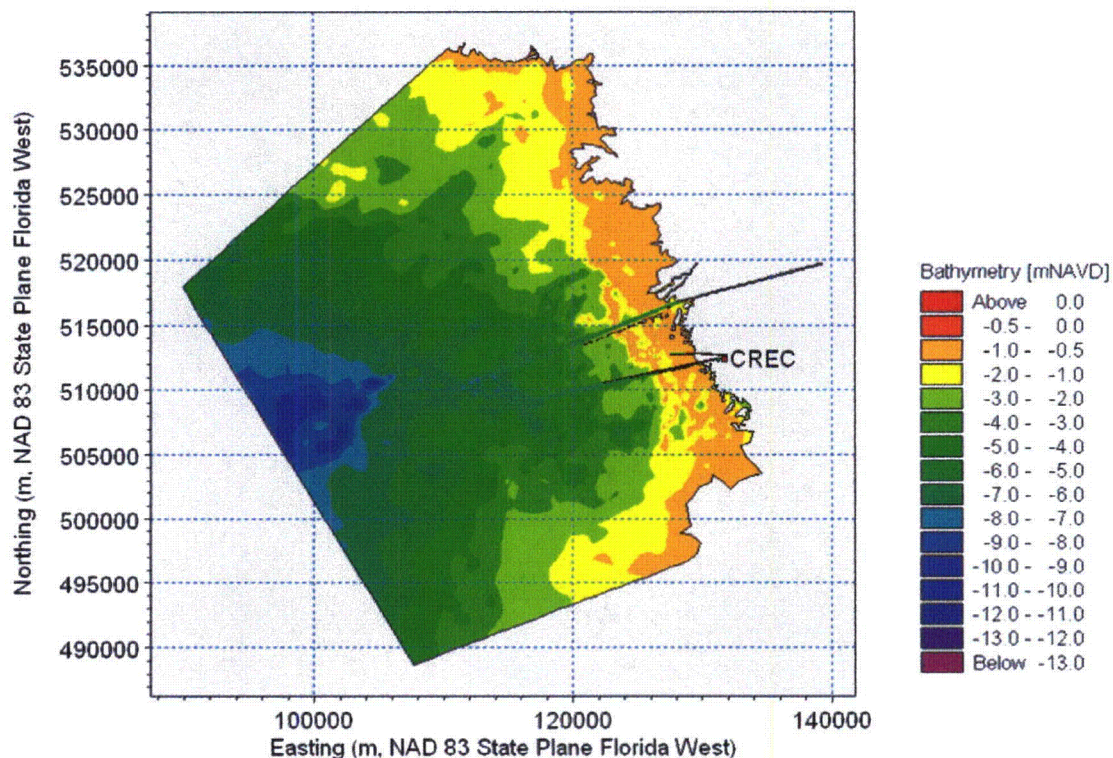 535000
530000
525000
520000
515000
510000
505000
500000
495000
490000
Northing (m, NAD 83 State Plane Florida West)
CREC
100000 120000 140000
Easting (m, NAD 83 State Plane Florida West)
Bathymetry [mNAVD]
Above 0.0
-0.5 - 0.0
-1.0 - -0.5
-2.0 - -1.0
-3.0 - -2.0
-4.0 - -3.0
-5.0 - -4.0
-6.0 - -5.0
-7.0 - -6.0
-8.0 - -7.0
-9.0 - -8.0
-10.0 - -9.0
-11.0 - -10.0
-12.0 - -11.0
-13.0 - -12.0
Below -13.0